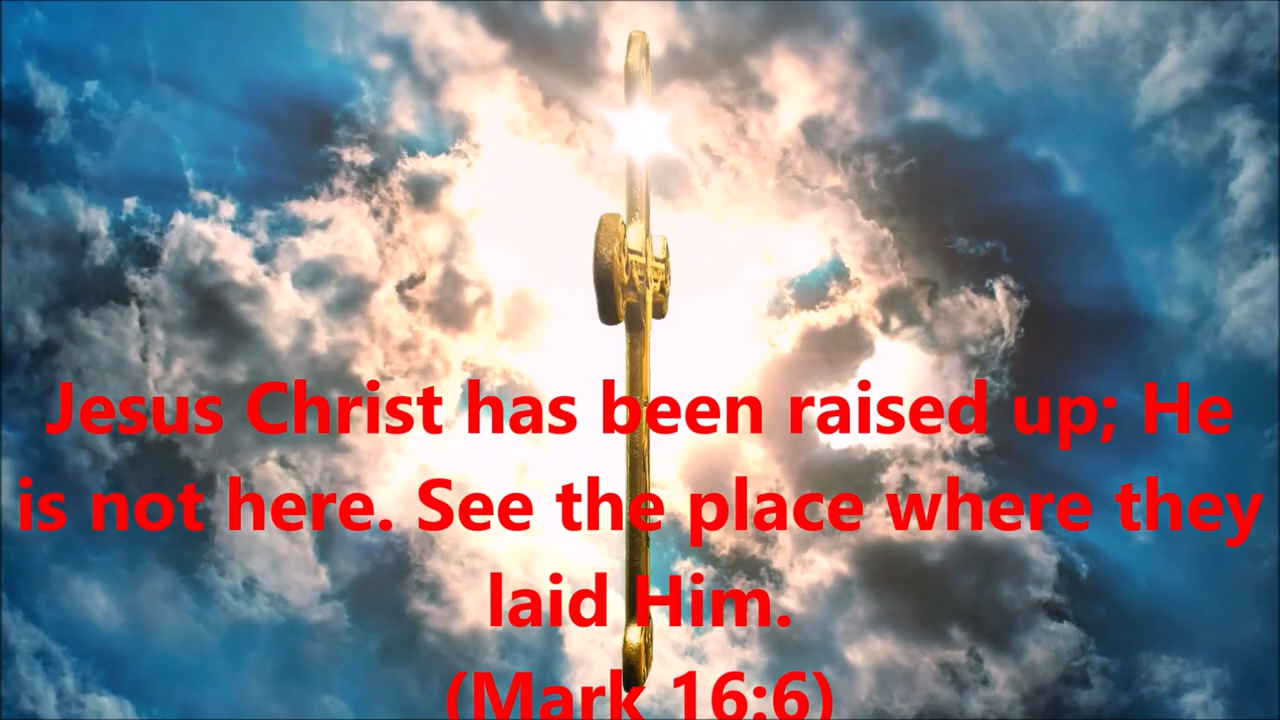 Jesus Christ has been raised up; He
is not here. See the place where they
laid Him.
(Mark 16:6)